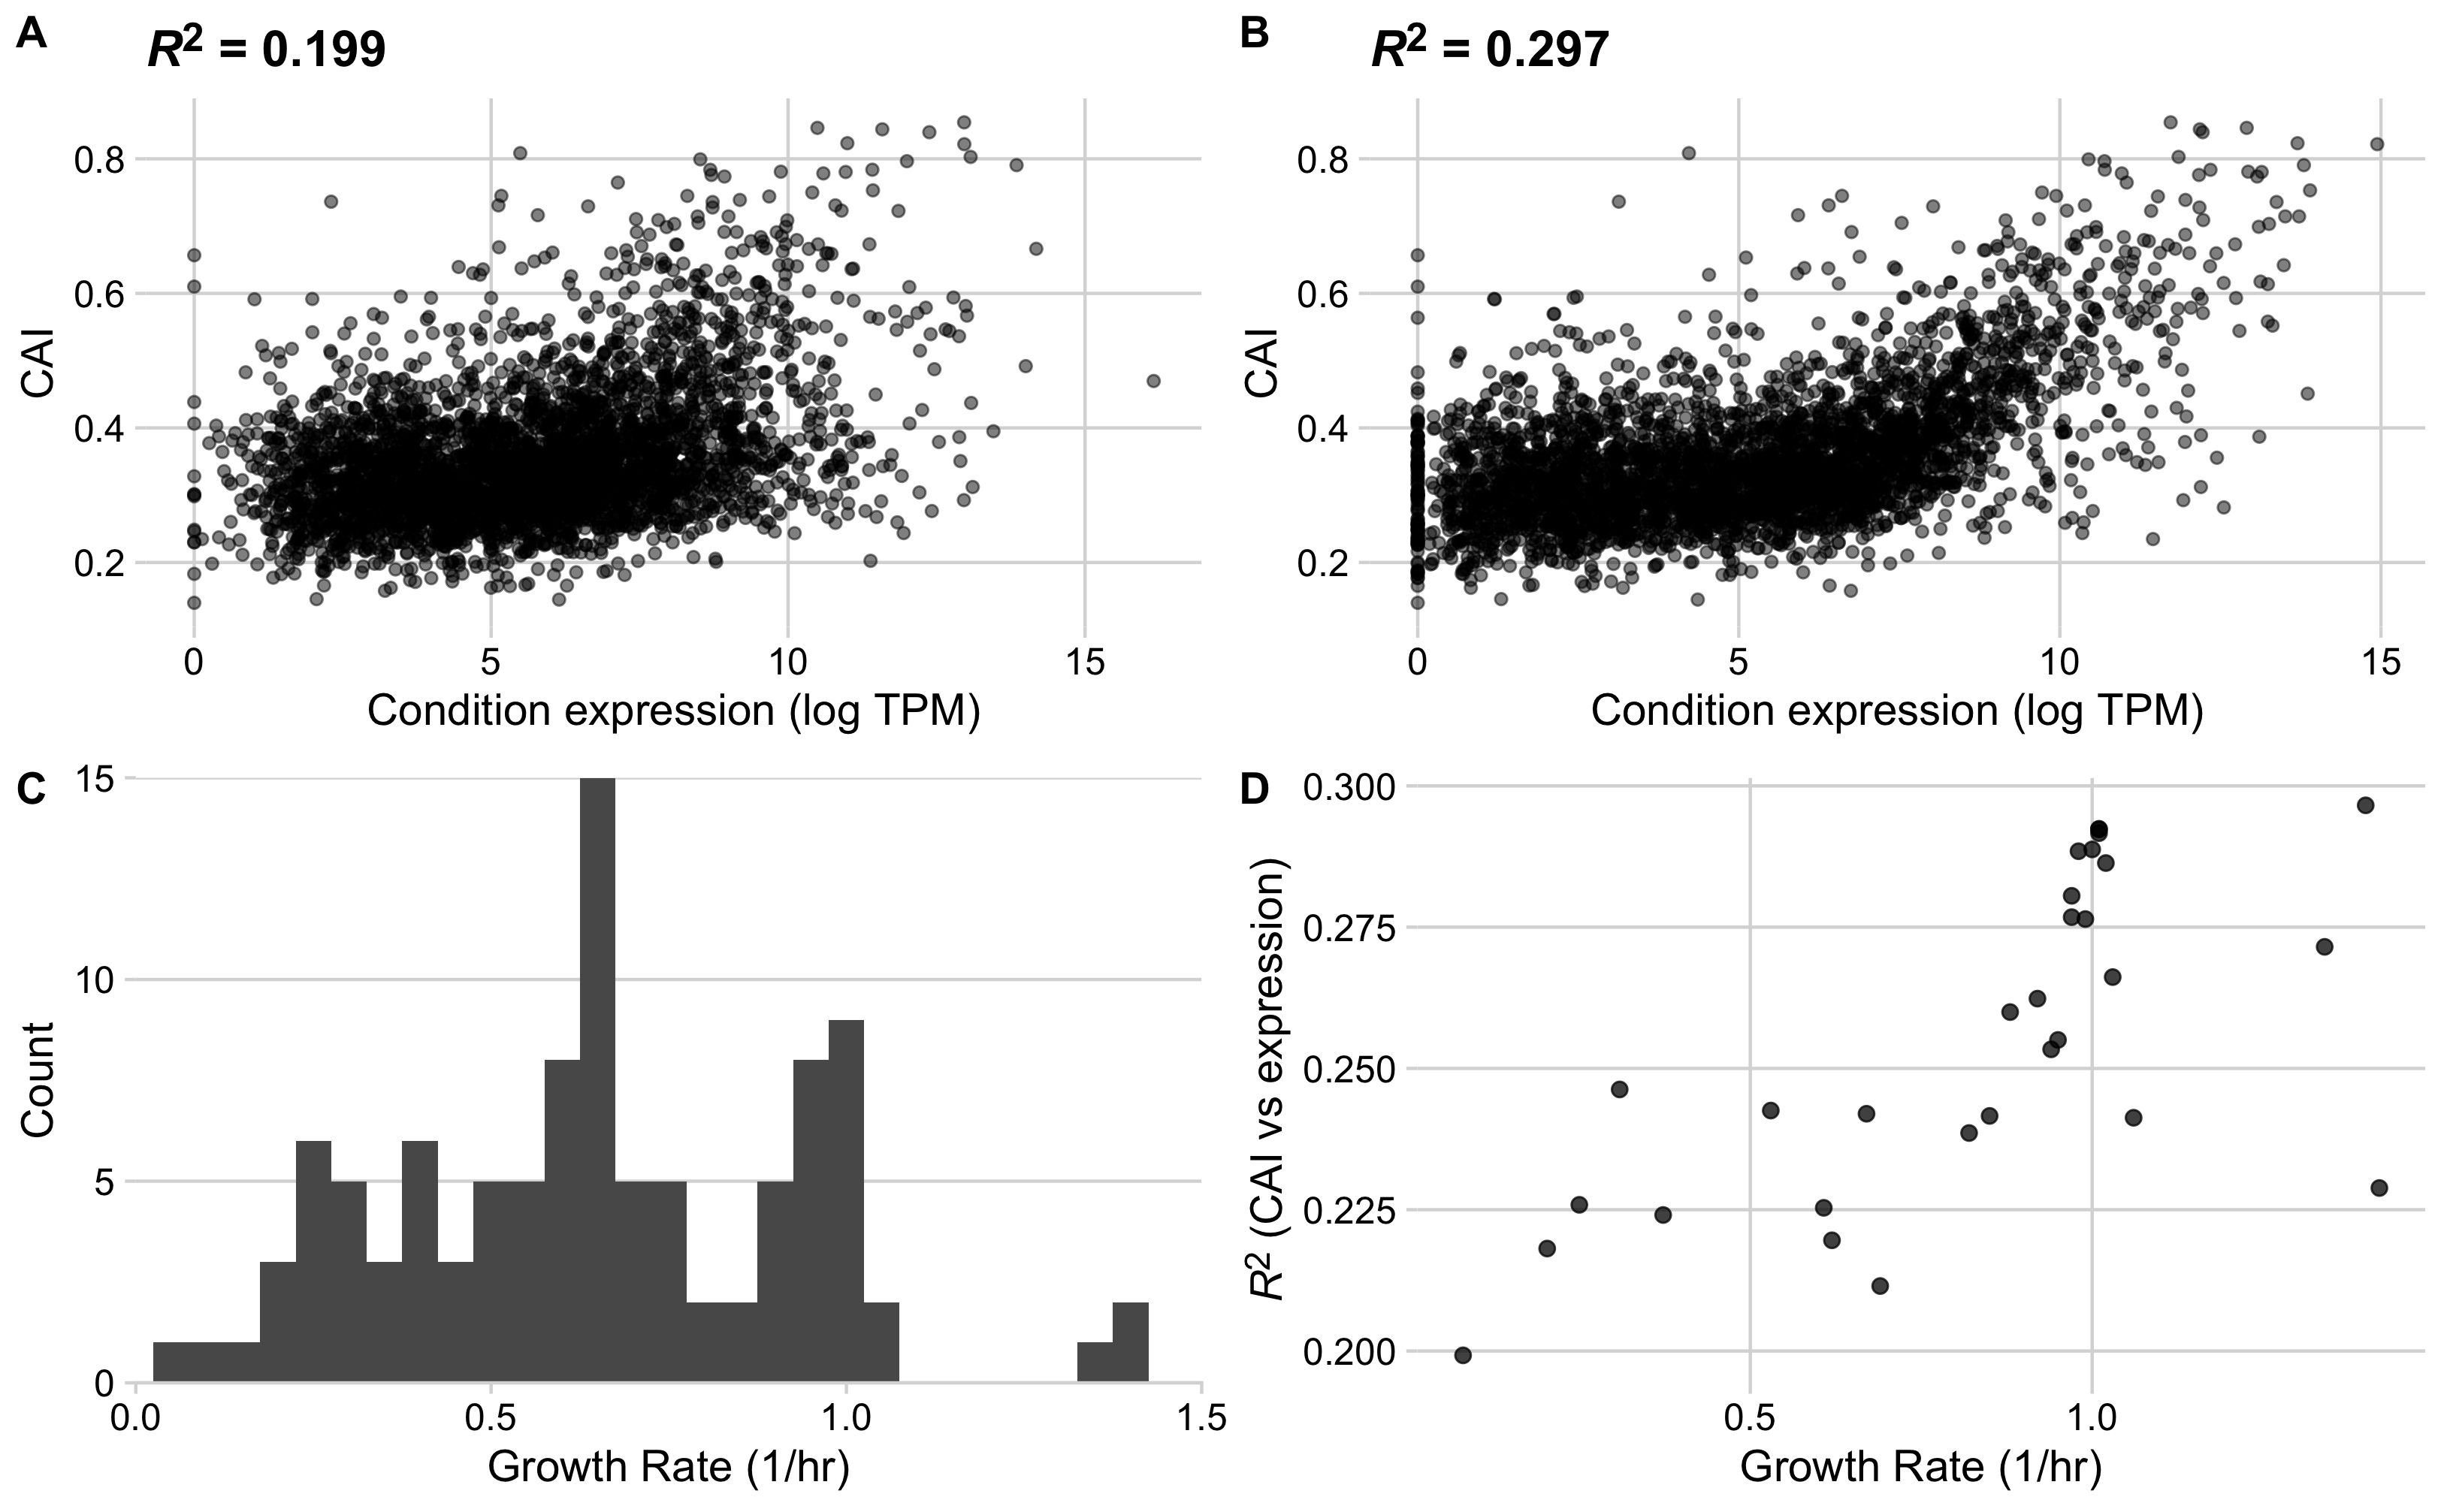 A
R2 = 0.199
CAI
0.8
0.6
0.4
0.2
0 5 10 15
Condition expression (log TPM)
B
R2 = 0.297
CAI
0.8
0.6
0.4
0.2
0 5 10 15
Condition expression (log TPM)
C
Count
15
10
5
0
0.0 0.5 1.0 1.5
Growth Rate (1/hr)
D
R2 (CAI vs expression)
0.300
0.275
0.250
0.225
0.200
0.5 1.0
Growth Rate (1/hr)